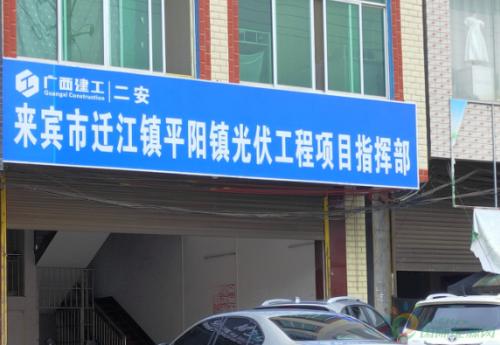 广西建工 二安
Guangxi Construction
来宾市迁江镇平阳镇光伏工程项目指挥部